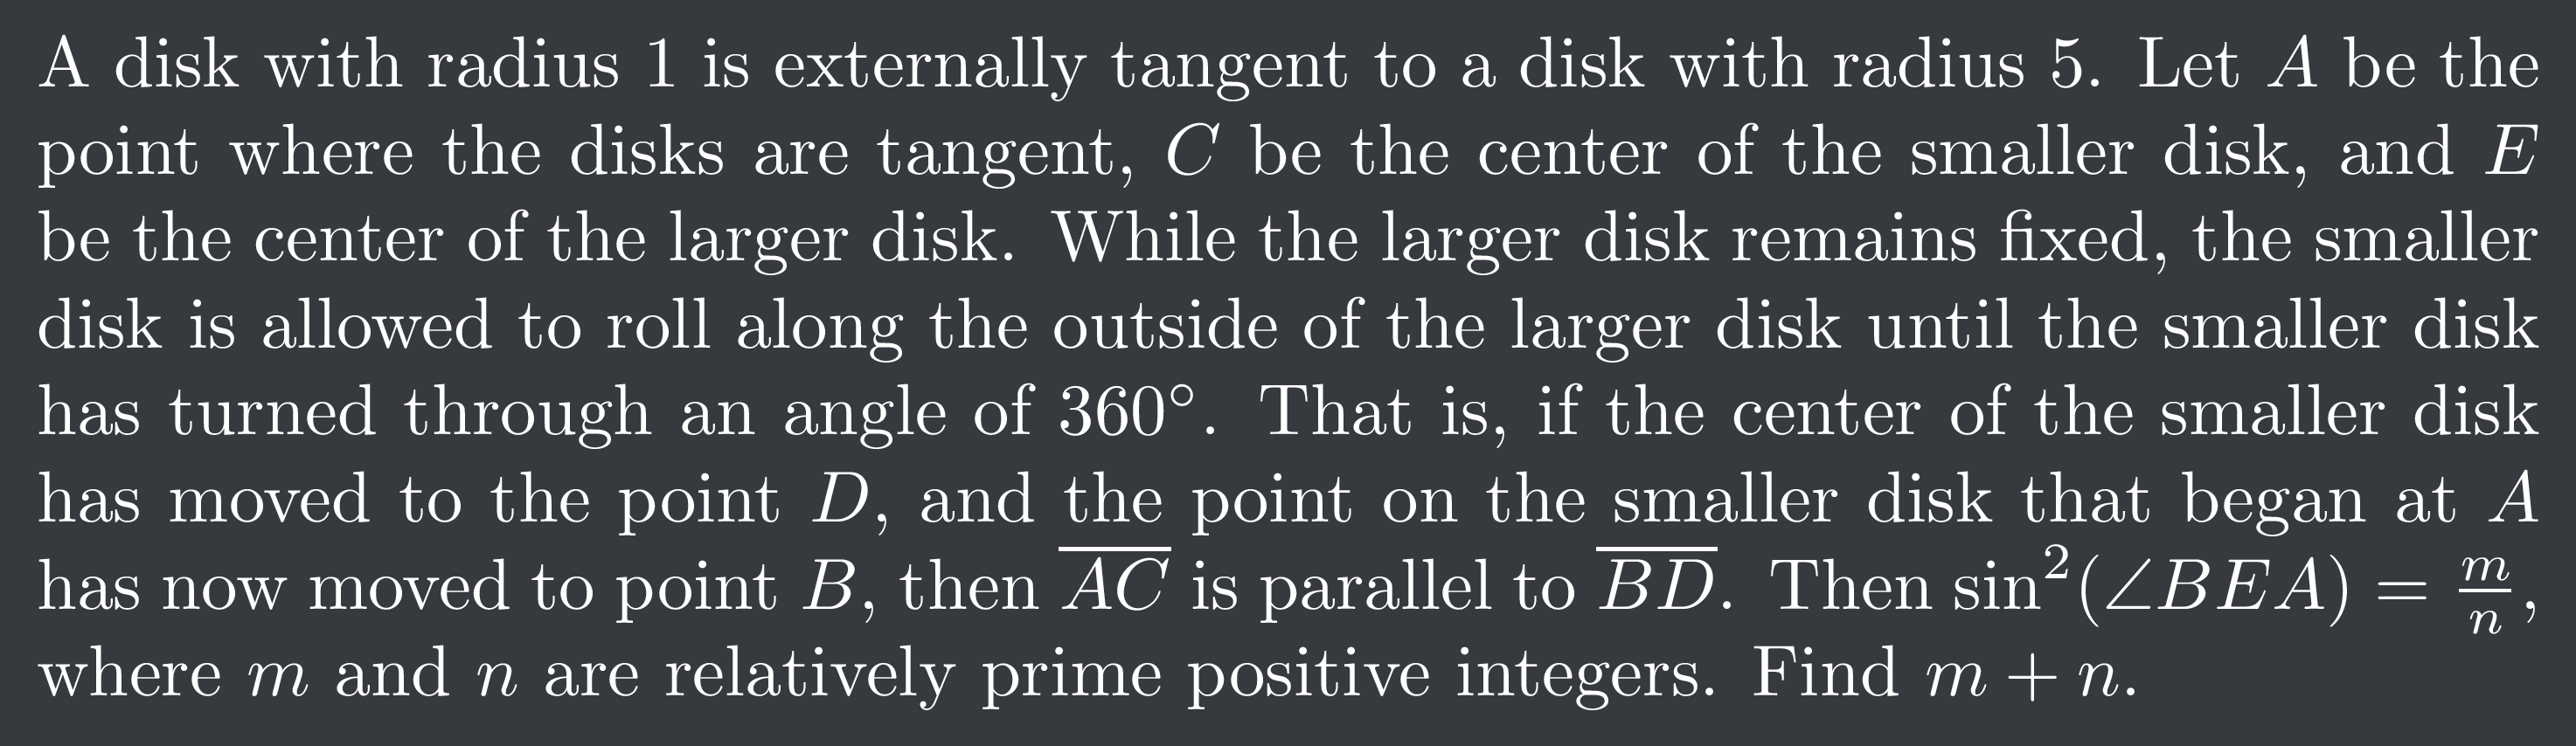 A disk with radius 1 is externally tangent to a disk with radius 5. Let A be the
point where the disks are tangent, C be the center of the smaller disk, and E
be the center of the larger disk. While the larger disk remains fixed, the smaller
disk is allowed to roll along the outside of the larger disk until the smaller disk
has turned through an angle of 360°. That is, if the center of the smaller disk
has moved to the point D, and the point on the smaller disk that began at A
has now moved to point B, then \overline{AC} is parallel to \overline{BD}. Then sin²(∠BEA) = \frac{m}{n},
where m and n are relatively prime positive integers. Find m + n.